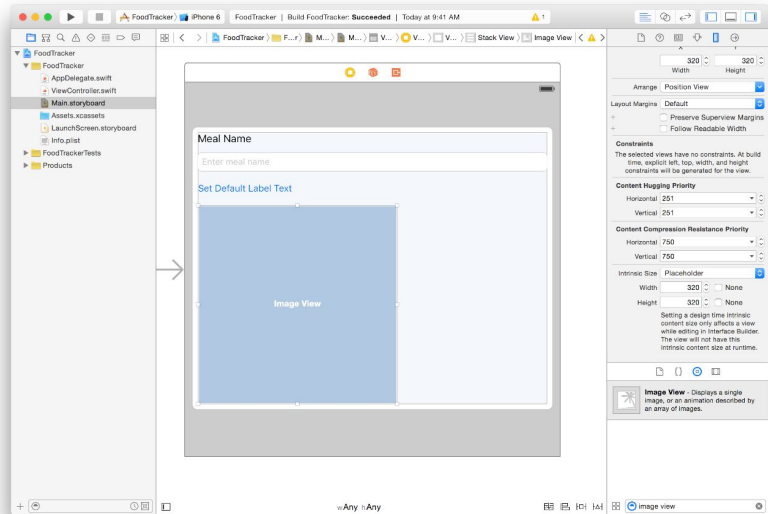 FoodTracker
iPhone 6
FoodTracker | Build FoodTracker: Succeeded | Today at 9:41 AM
1
FoodTracker
F...r
M...
M...
V...
V...
V...
Stack View
Image View
FoodTracker
FoodTracker
AppDelegate.swift
ViewController.swift
Main.storyboard
Assets.xcassets
LaunchScreen.storyboard
Info.plist
FoodTrackerTests
Products
Meal Name
Enter meal name
Set Default Label Text
Image View
wAny hAny
X Y
320 320
Width Height
Arrange Position View
Layout Margins Default
Preserve Superview Margins
Follow Readable Width
Constraints
The selected views have no constraints. At build
time, explicit left, top, width, and height
constraints will be generated for the view.
Content Hugging Priority
Horizontal 251
Vertical 251
Content Compression Resistance Priority
Horizontal 750
Vertical 750
Intrinsic Size Placeholder
Width 320 None
Height 320 None
Setting a design time intrinsic
content size only affects a view
while editing in Interface Builder.
The view will not have this
intrinsic content size at runtime.
Image View - Displays a single
image, or an animation described by
an array of images.
image view